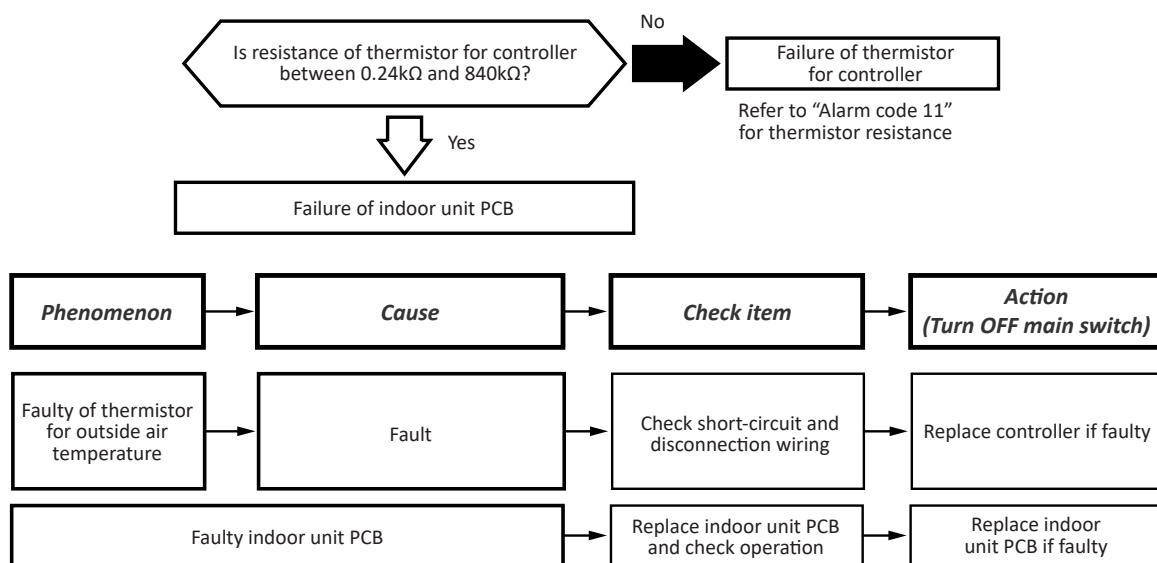 No
Is resistance of thermistor for controller
between 0.24kΩ and 840kΩ?
Failure of thermistor
for controller
Refer to “Alarm code 11”
for thermistor resistance
Yes
Failure of indoor unit PCB
Phenomenon
Cause
Check item
Action
(Turn OFF main switch)
Faulty of thermistor
for outside air
temperature
Fault
Check short-circuit and
disconnection wiring
Replace controller if faulty
Faulty indoor unit PCB
Replace indoor unit PCB
and check operation
Replace indoor
unit PCB if faulty